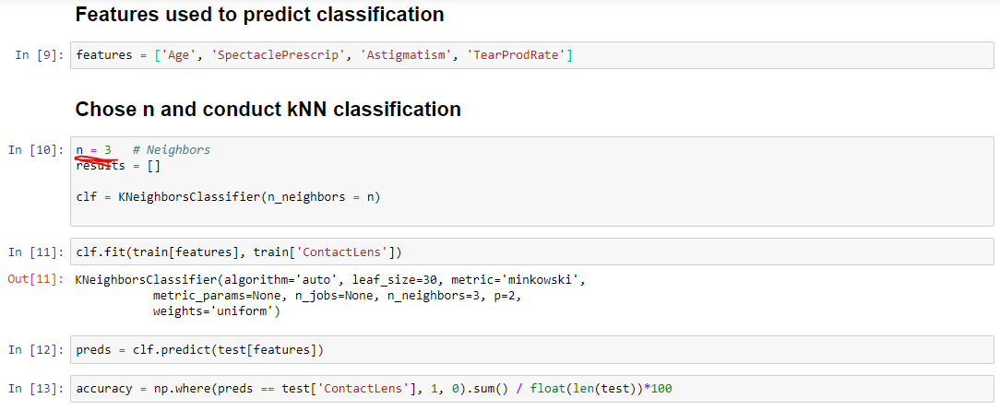 Features used to predict classification
In [9]: features = ['Age', 'SpectaclePrescrip', 'Astigmatism', 'TearProdRate']
Chose n and conduct kNN classification
In [10]: n = 3   # Neighbors
results = []
clf = KNeighborsClassifier(n_neighbors = n)
In [11]: clf.fit(train[features], train['ContactLens'])
Out[11]: KNeighborsClassifier(algorithm='auto', leaf_size=30, metric='minkowski',
metric_params=None, n_jobs=None, n_neighbors=3, p=2,
weights='uniform')
In [12]: preds = clf.predict(test[features])
In [13]: accuracy = np.where(preds == test['ContactLens'], 1, 0).sum() / float(len(test))*100